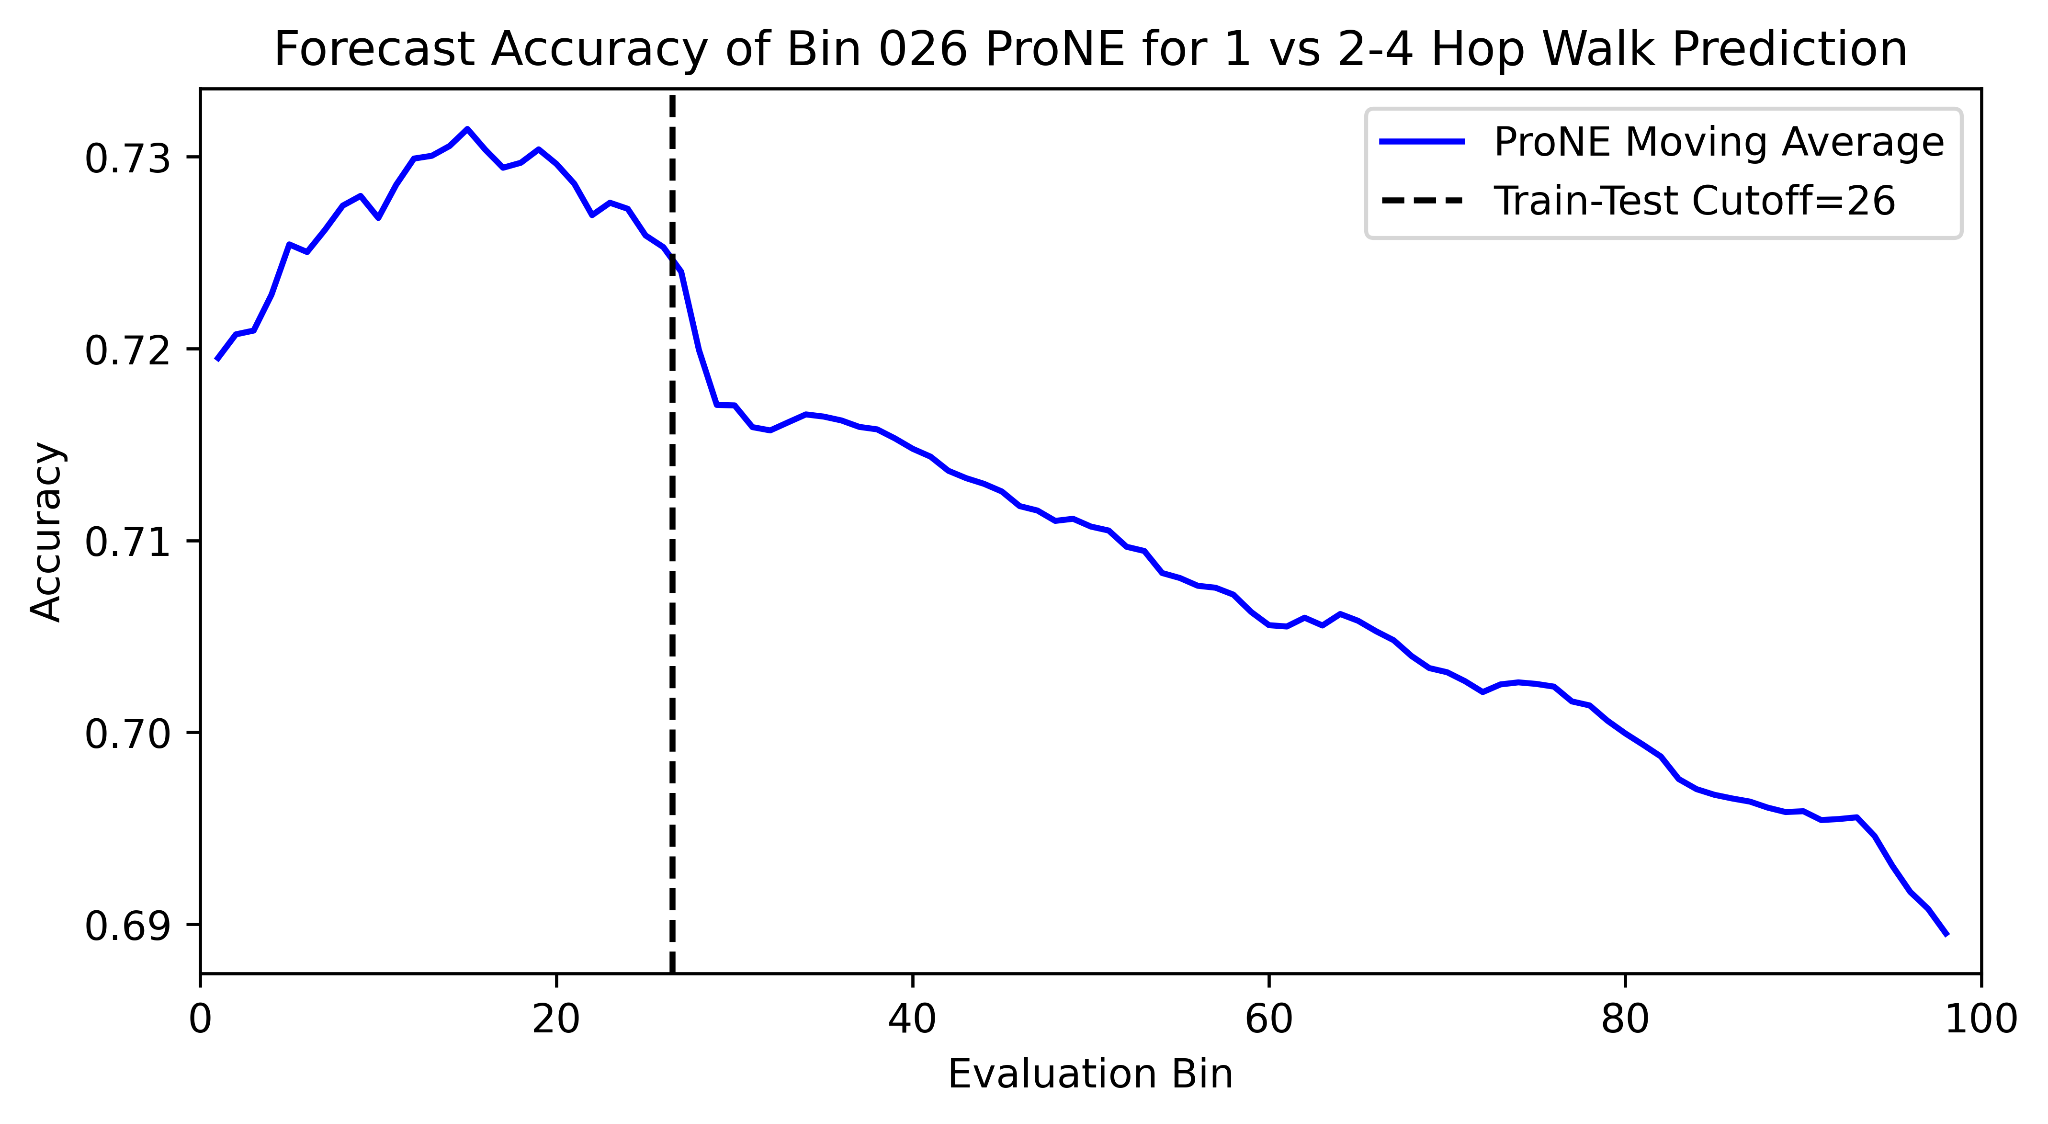 Forecast Accuracy of Bin 026 ProNE for 1 vs 2-4 Hop Walk Prediction
ProNE Moving Average
Train-Test Cutoff=26
0.73
0.72
0.71
0.70
0.69
Accuracy
0 20 40 60 80 100
Evaluation Bin